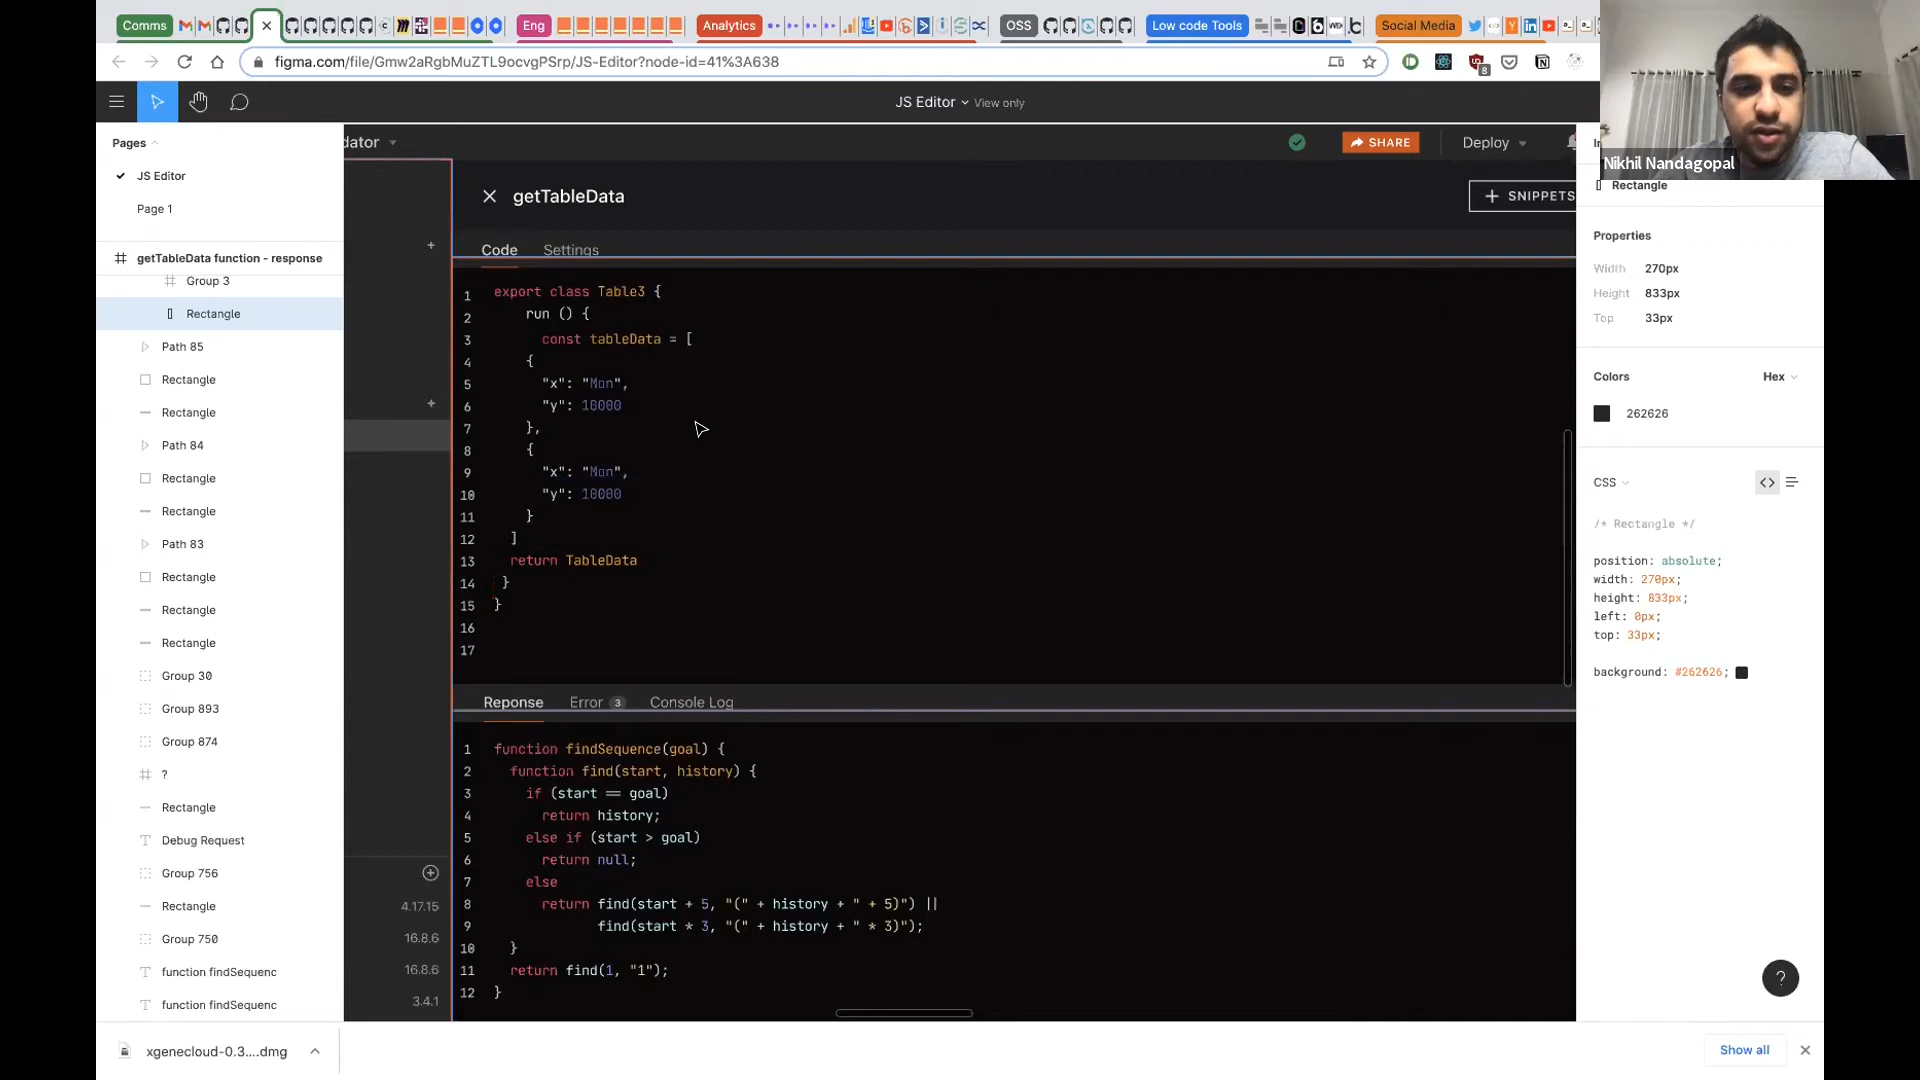 Comms
Eng
Analytics
OSS
Low code Tools
Social Media
figma.com/file/Gmw2aRgbMuZTL9ocvgPSrp/JS-Editor?node-id=41%3A638
8
JS Editor View only
Nikhil Nandagopal
Pages
JS Editor
Page 1
getTableData function - response
Group 3
Rectangle
Path 85
Rectangle
Rectangle
Path 84
Rectangle
Rectangle
Path 83
Rectangle
Rectangle
Rectangle
Group 30
Group 893
Group 874
?
Rectangle
Debug Request
Group 756
Rectangle
Group 750
function findSequenc
function findSequenc
dator
SHARE
Deploy
4.17.15
16.8.6
16.8.6
3.4.1
getTableData
SNIPPETS
Code Settings
1 export class Table3 {
2 run () {
3 const tableData = [
4 {
5 "x": "Mon",
6 "y": 10000
7 },
8 {
9 "x": "Mon",
10 "y": 10000
11 }
12 ]
13 return TableData
14 }
15 }
16
17
Reponse Error 3 Console Log
1 function findSequence(goal) {
2 function find(start, history) {
3 if (start == goal)
4 return history;
5 else if (start > goal)
6 return null;
7 else
8 return find(start + 5, "(" + history + " + 5)") ||
9 find(start * 3, "(" + history + " * 3)");
10 }
11 return find(1, "1");
12 }
Rectangle
Properties
Width 270px
Height 833px
Top 33px
Colors Hex
262626
CSS
/* Rectangle */
position: absolute;
width: 270px;
height: 833px;
left: 0px;
top: 33px;
background: #262626;
?
xgenecloud-0.3....dmg
Show all